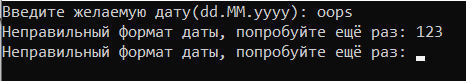 Введите желаемую дату(dd.MM.yyyy): oops
Неправильный формат даты, попробуйте ещё раз: 123
Неправильный формат даты, попробуйте ещё раз: